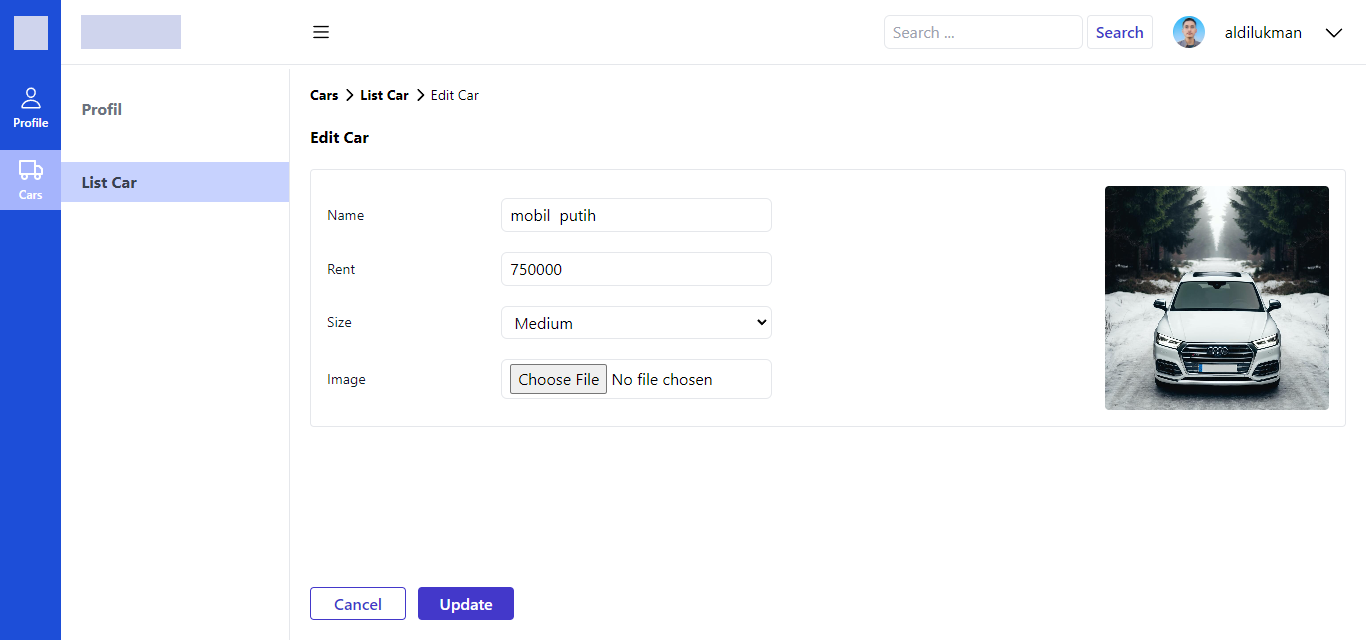 Search ...
Search
aldilukman
Profile
Cars
Profil
List Car
Cars > List Car > Edit Car
Edit Car
Name
mobil  putih
Rent
750000
Size
Medium
Image
Choose File No file chosen
Cancel
Update